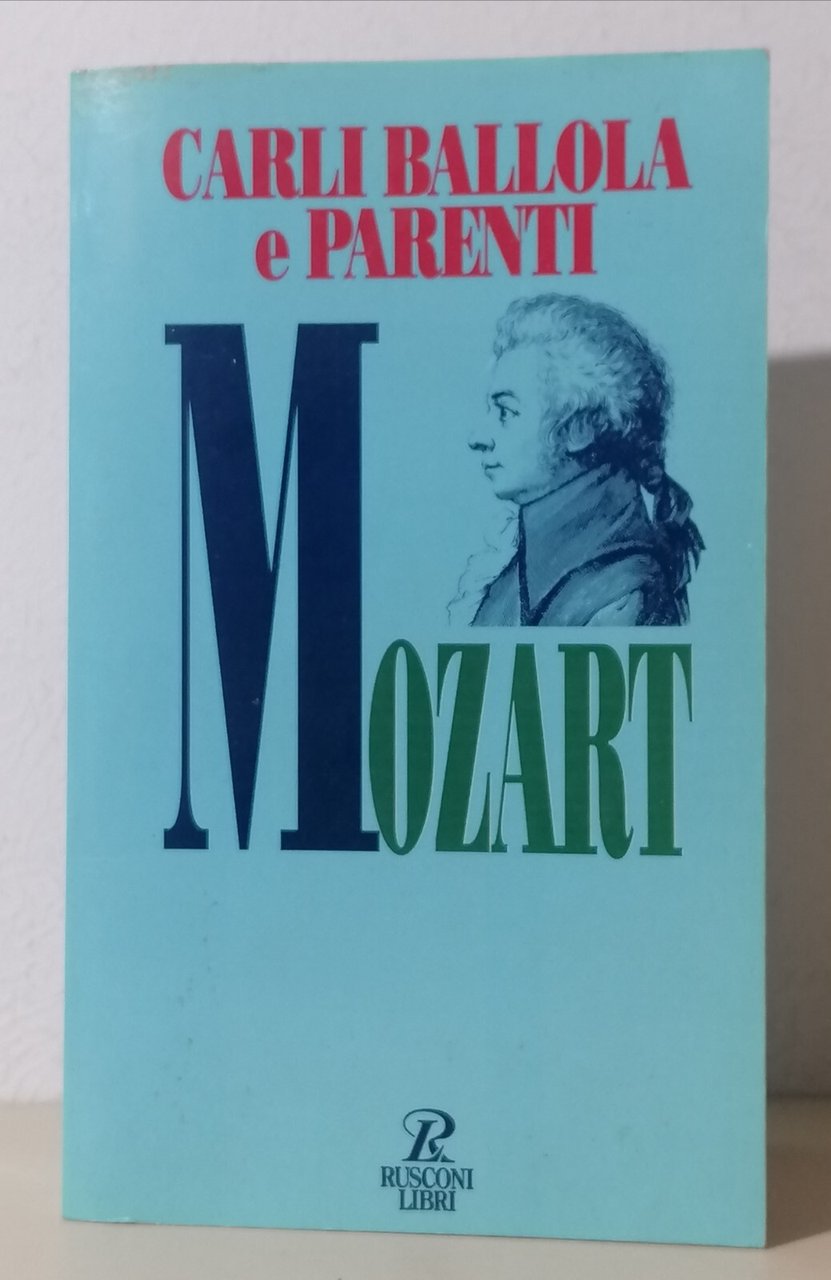 CARLI BALLOLA
e PARENTI
MOZART
RUSCONI
LIBRI